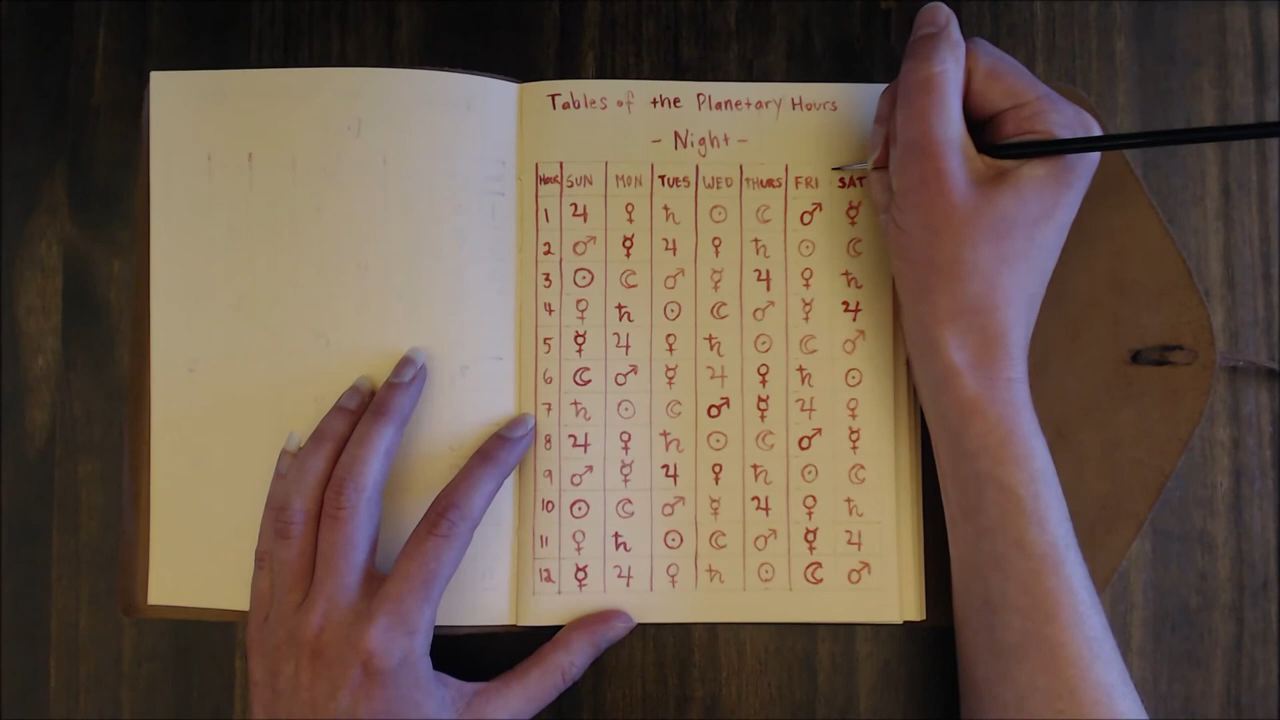 Tables of the Planetary Hours
- Night -
HOUR SUN MON TUES WED THURS FRI SAT
1 ♃ ♀ ♄ ☉ ☾ ♂ ☿
2 ♂ ☿ ♃ ♀ ♄ ☉ ☾
3 ☉ ☾ ♂ ☿ ♃ ♀ ♄
4 ♀ ♄ ☉ ☾ ♂ ☿ ♃
5 ☿ ♃ ♀ ♄ ☉ ☾ ♂
6 ☾ ♂ ☿ ♃ ♀ ♄ ☉
7 ♄ ☉ ☾ ♂ ☿ ♃ ♀
8 ♃ ♀ ♄ ☉ ☾ ♂ ☿
9 ♂ ☿ ♃ ♀ ♄ ☉ ☾
10 ☉ ☾ ♂ ☿ ♃ ♀ ♄
11 ♀ ♄ ☉ ☾ ♂ ☿ ♃
12 ☿ ♃ ♀ ♄ ☉ ☾ ♂